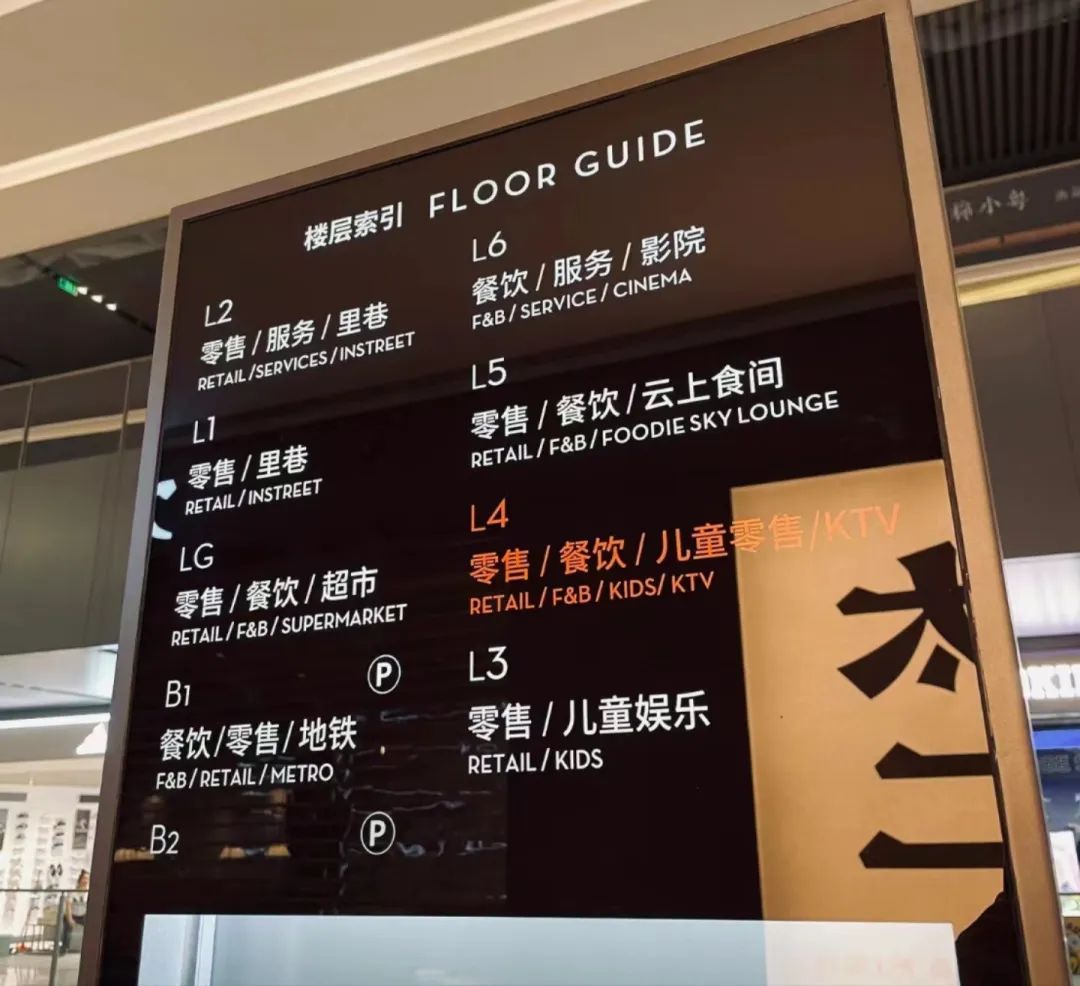 楼层索引 FLOOR GUIDE
L2
零售 / 服务 / 里巷
RETAIL /SERVICES / INSTREET
L1
零售 / 里巷
RETAIL / INSTREET
LG
零售 / 餐饮 / 超市
RETAIL / F&B / SUPERMARKET
B1
P
餐饮/零售/地铁
F&B / RETAIL / METRO
B2
P
L6
餐饮 / 服务 / 影院
F&B / SERVICE / CINEMA
L5
零售 / 餐饮 / 云上食间
RETAIL / F&B / FOODIE SKY LOUNGE
L4
零售 / 餐饮 / 儿童零售/KTV
RETAIL / F&B / KIDS/ KTV
L3
零售 / 儿童娱乐
RETAIL / KIDS
小粤